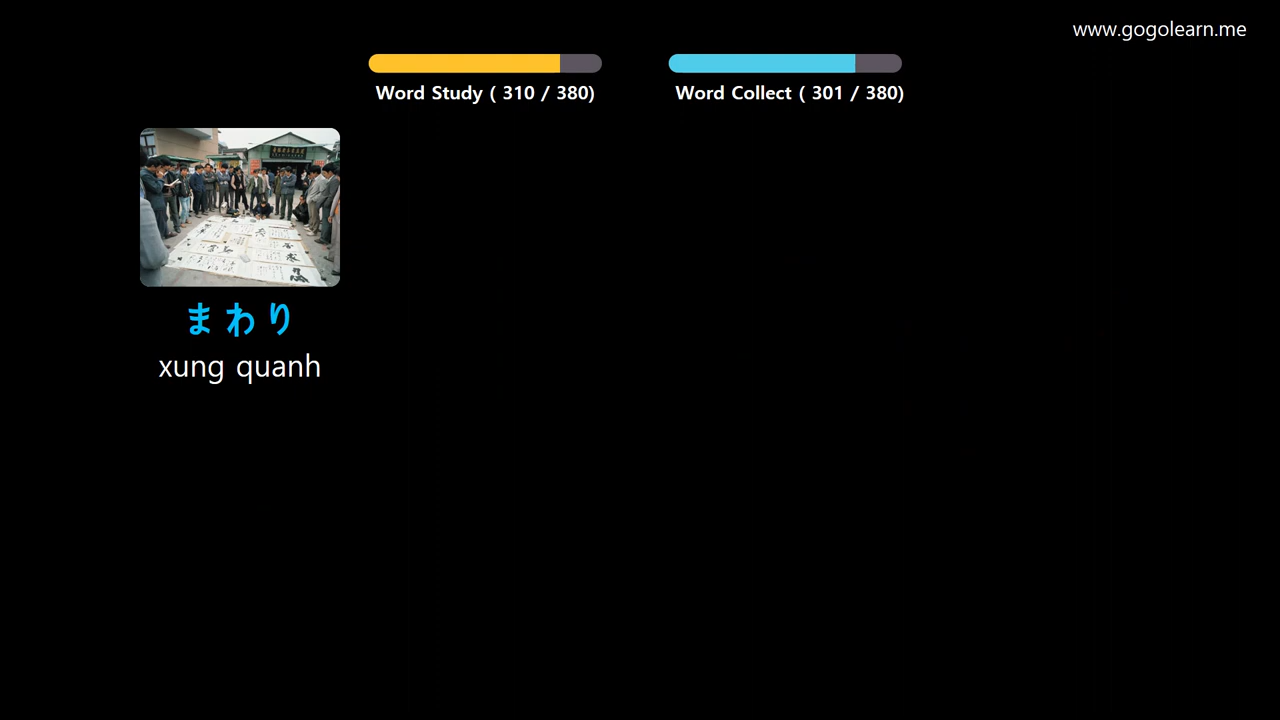 www.gogolearn.me
Word Study ( 310 / 380)
Word Collect ( 301 / 380)
まわり
xung quanh